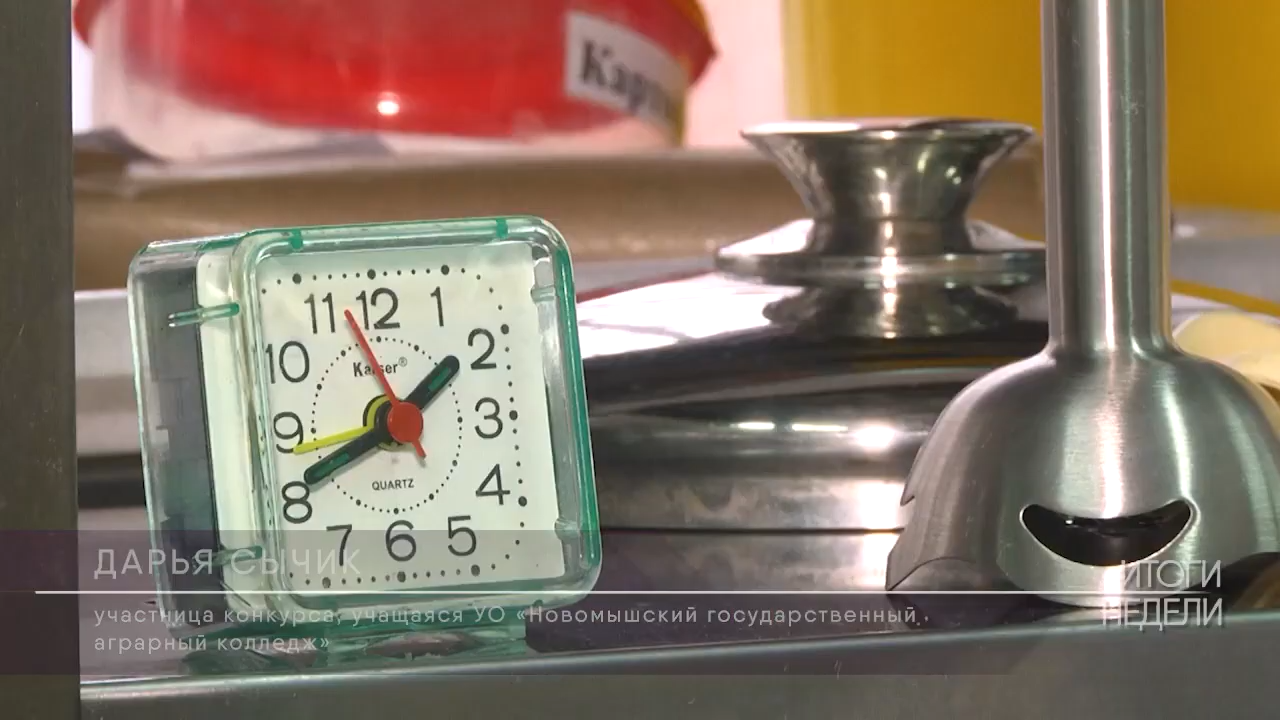 Карт
11 12 1
10 2
Kaiser®
9 3
8 4
QUARTZ
7 6 5
ДАРЬЯ СЫЧИК
участница конкурса, учащаяся УО «Новомышский государственный
аграрный колледж»
ИТОГИ
НЕДЕЛИ